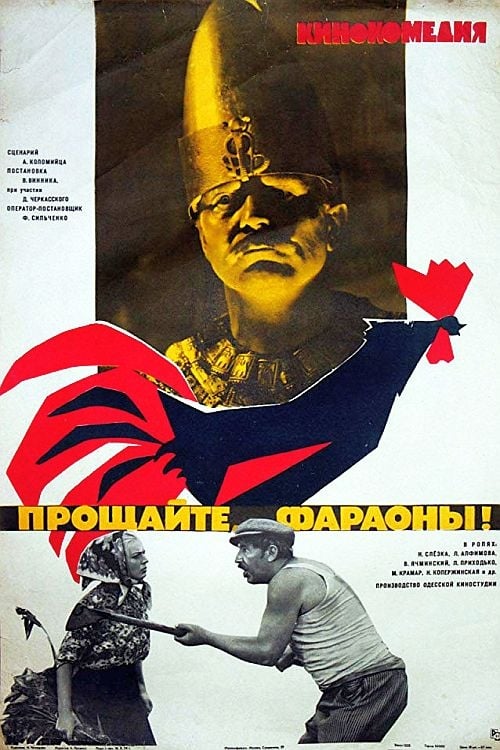 КИНОКОМЕДИЯ
СЦЕНАРИЙ
А. КОЛОМИЙЦА
ПОСТАНОВКА
В. ВИННИКА,
при участии
Д. ЧЕРКАССКОГО
ОПЕРАТОР-ПОСТАНОВЩИК
Ф. СИЛЬЧЕНКО
ПРОЩАЙТЕ, ФАРАОНЫ!
В РОЛЯХ:
Н. СЛЁЗКА, Л. АЛФИМОВА,
В. ЯЧМИНСКИЙ, Л. ПРИХОДЬКО,
М. КРАМАР, Н. КОПЕРЖИНСКАЯ И ДР.
ПРОИЗВОДСТВО ОДЕССКОЙ КИНОСТУДИИ